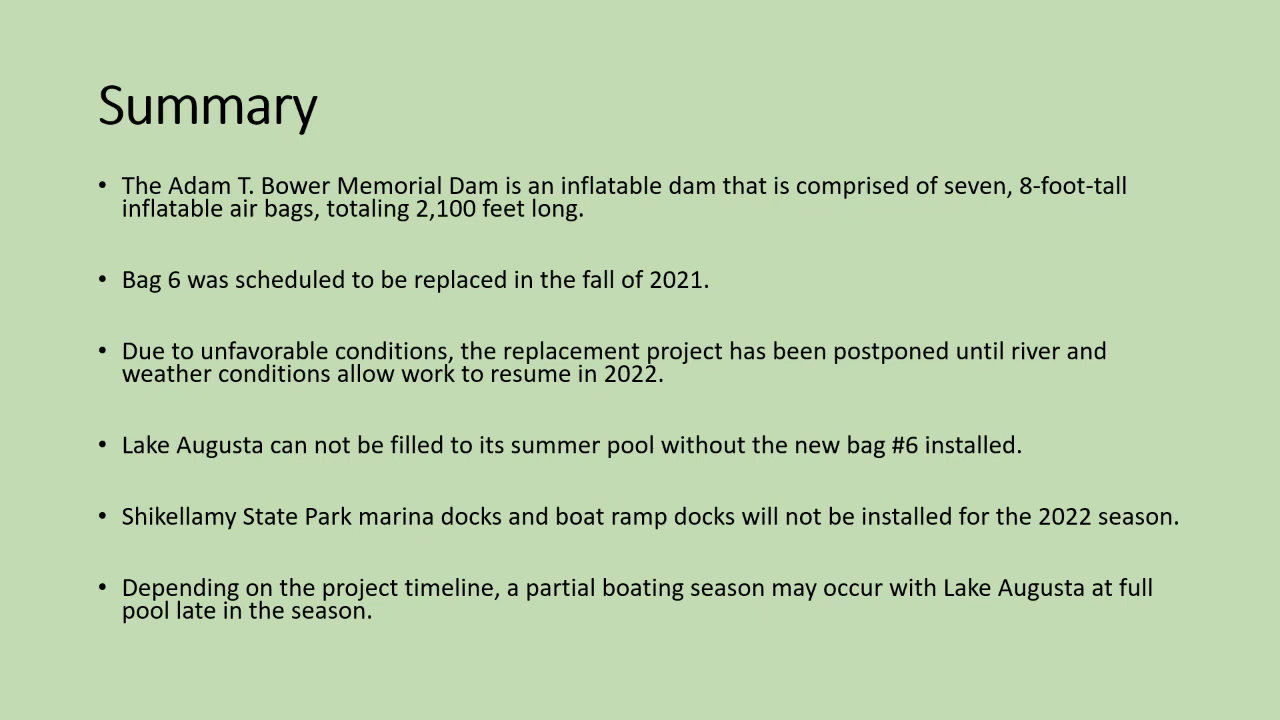 Summary
• The Adam T. Bower Memorial Dam is an inflatable dam that is comprised of seven, 8-foot-tall
inflatable air bags, totaling 2,100 feet long.
• Bag 6 was scheduled to be replaced in the fall of 2021.
• Due to unfavorable conditions, the replacement project has been postponed until river and
weather conditions allow work to resume in 2022.
• Lake Augusta can not be filled to its summer pool without the new bag #6 installed.
• Shikellamy State Park marina docks and boat ramp docks will not be installed for the 2022 season.
• Depending on the project timeline, a partial boating season may occur with Lake Augusta at full
pool late in the season.